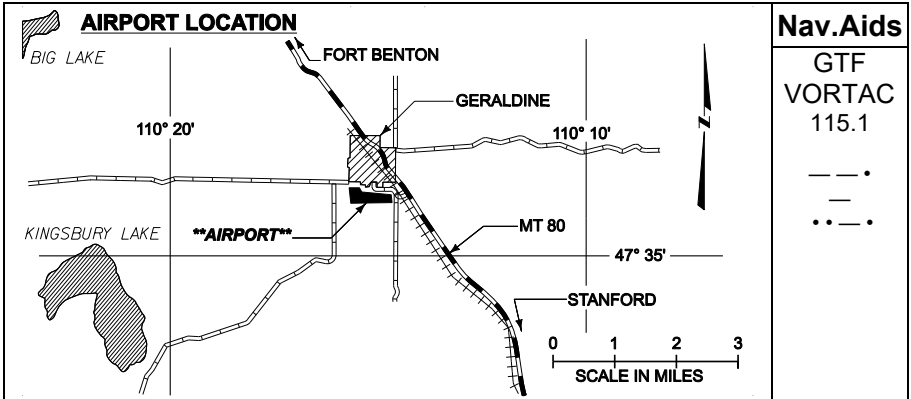 AIRPORT LOCATION
BIG LAKE
FORT BENTON
GERALDINE
110° 20'
110° 10'
N
KINGSBURY LAKE
**AIRPORT**
MT 80
47° 35'
STANFORD
0 1 2 3
SCALE IN MILES
Nav.Aids
GTF
VORTAC
115.1
— — •
—
• • — •